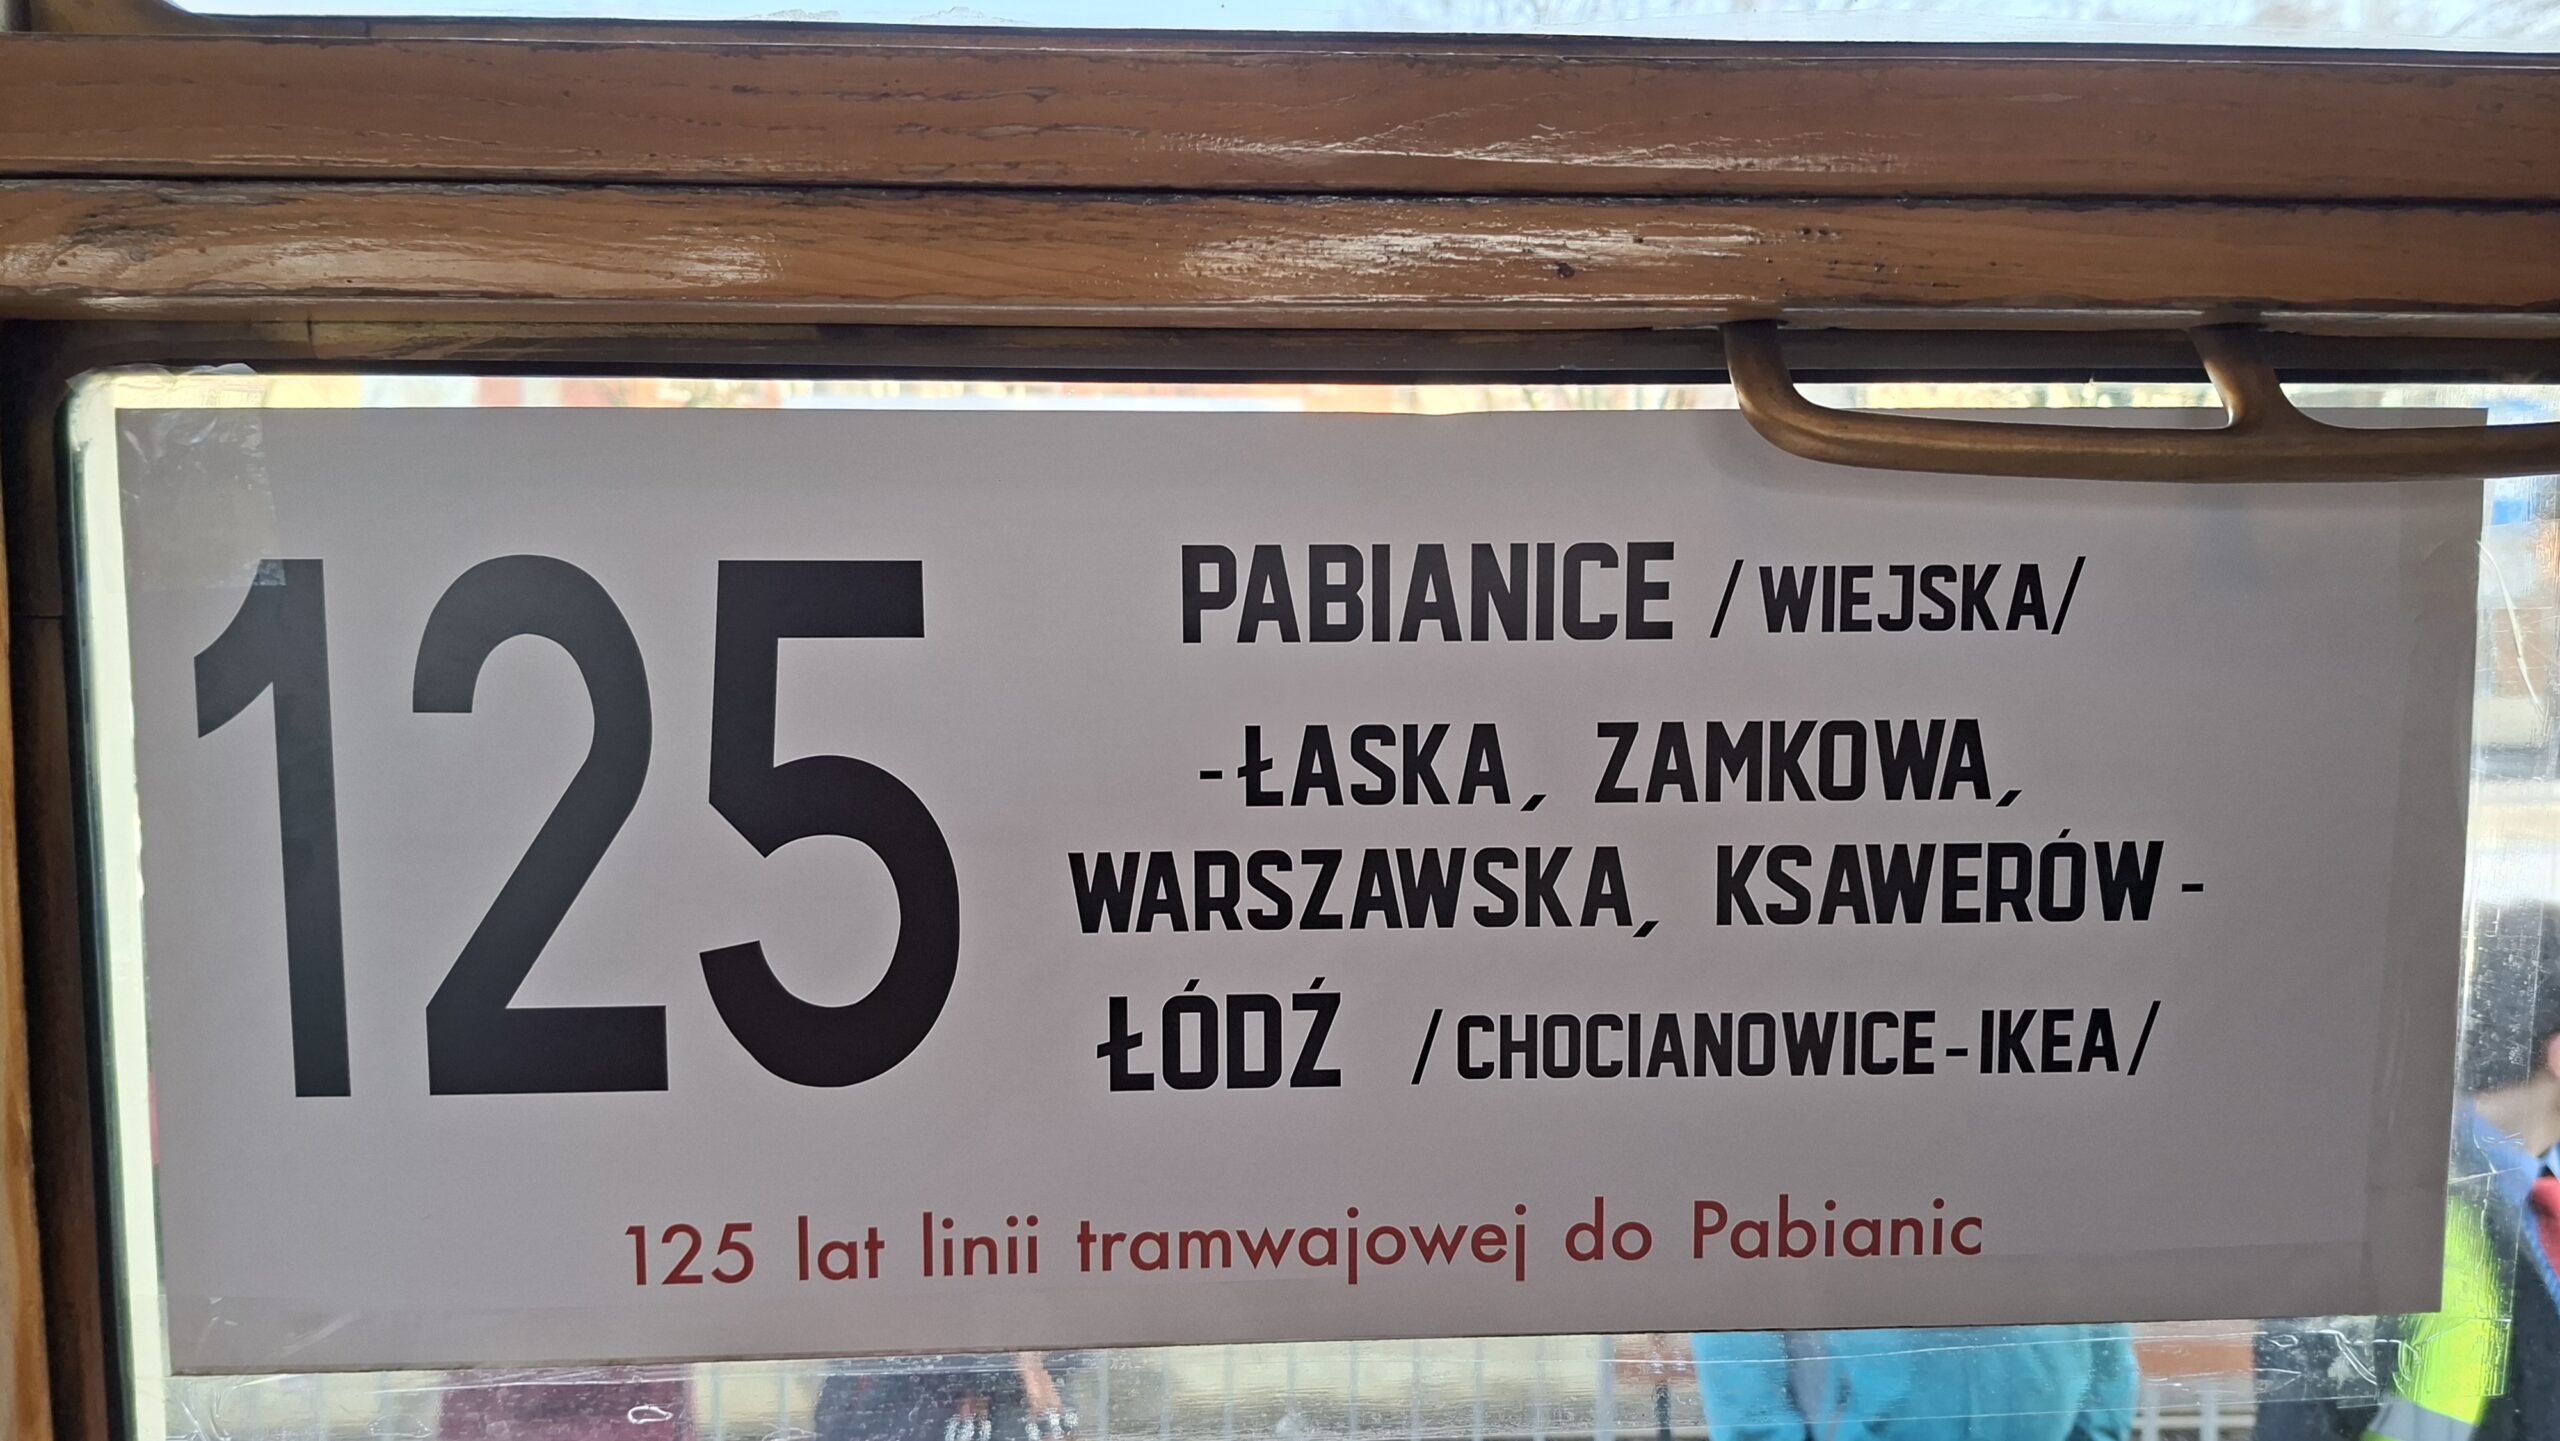 125
PABIANICE /WIEJSKA/
-ŁASKA, ZAMKOWA,
WARSZAWSKA, KSAWERÓW-
ŁÓDŹ /CHOCIANOWICE-IKEA/
125 lat linii tramwajowej do Pabianic